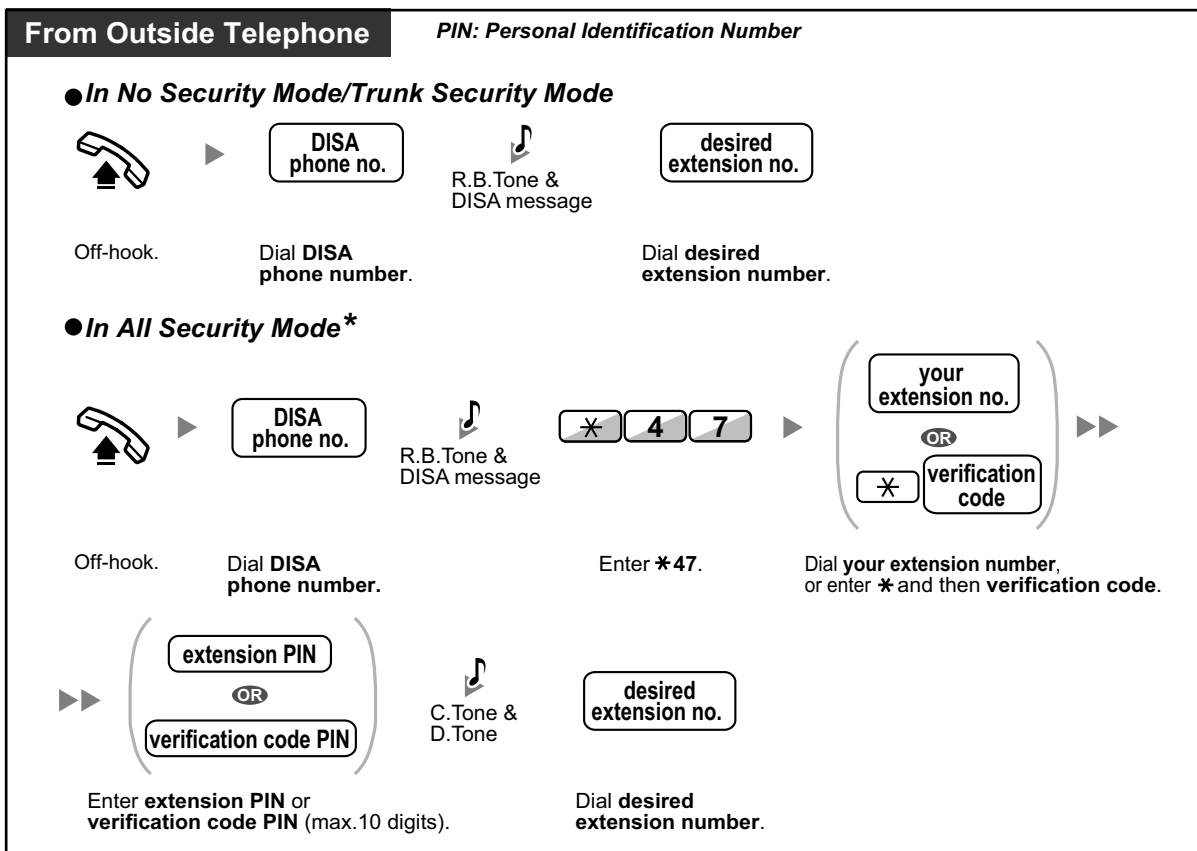 From Outside Telephone
PIN: Personal Identification Number
●In No Security Mode/Trunk Security Mode
DISA
phone no.
R.B.Tone &
DISA message
desired
extension no.
Off-hook.
Dial DISA
phone number.
Dial desired
extension number.
●In All Security Mode*
DISA
phone no.
R.B.Tone &
DISA message
* 4 7
your
extension no.
OR
* verification
code
Off-hook.
Dial DISA
phone number.
Enter *47.
Dial your extension number,
or enter * and then verification code.
extension PIN
OR
verification code PIN
C.Tone &
D.Tone
desired
extension no.
Enter extension PIN or
verification code PIN (max.10 digits).
Dial desired
extension number.